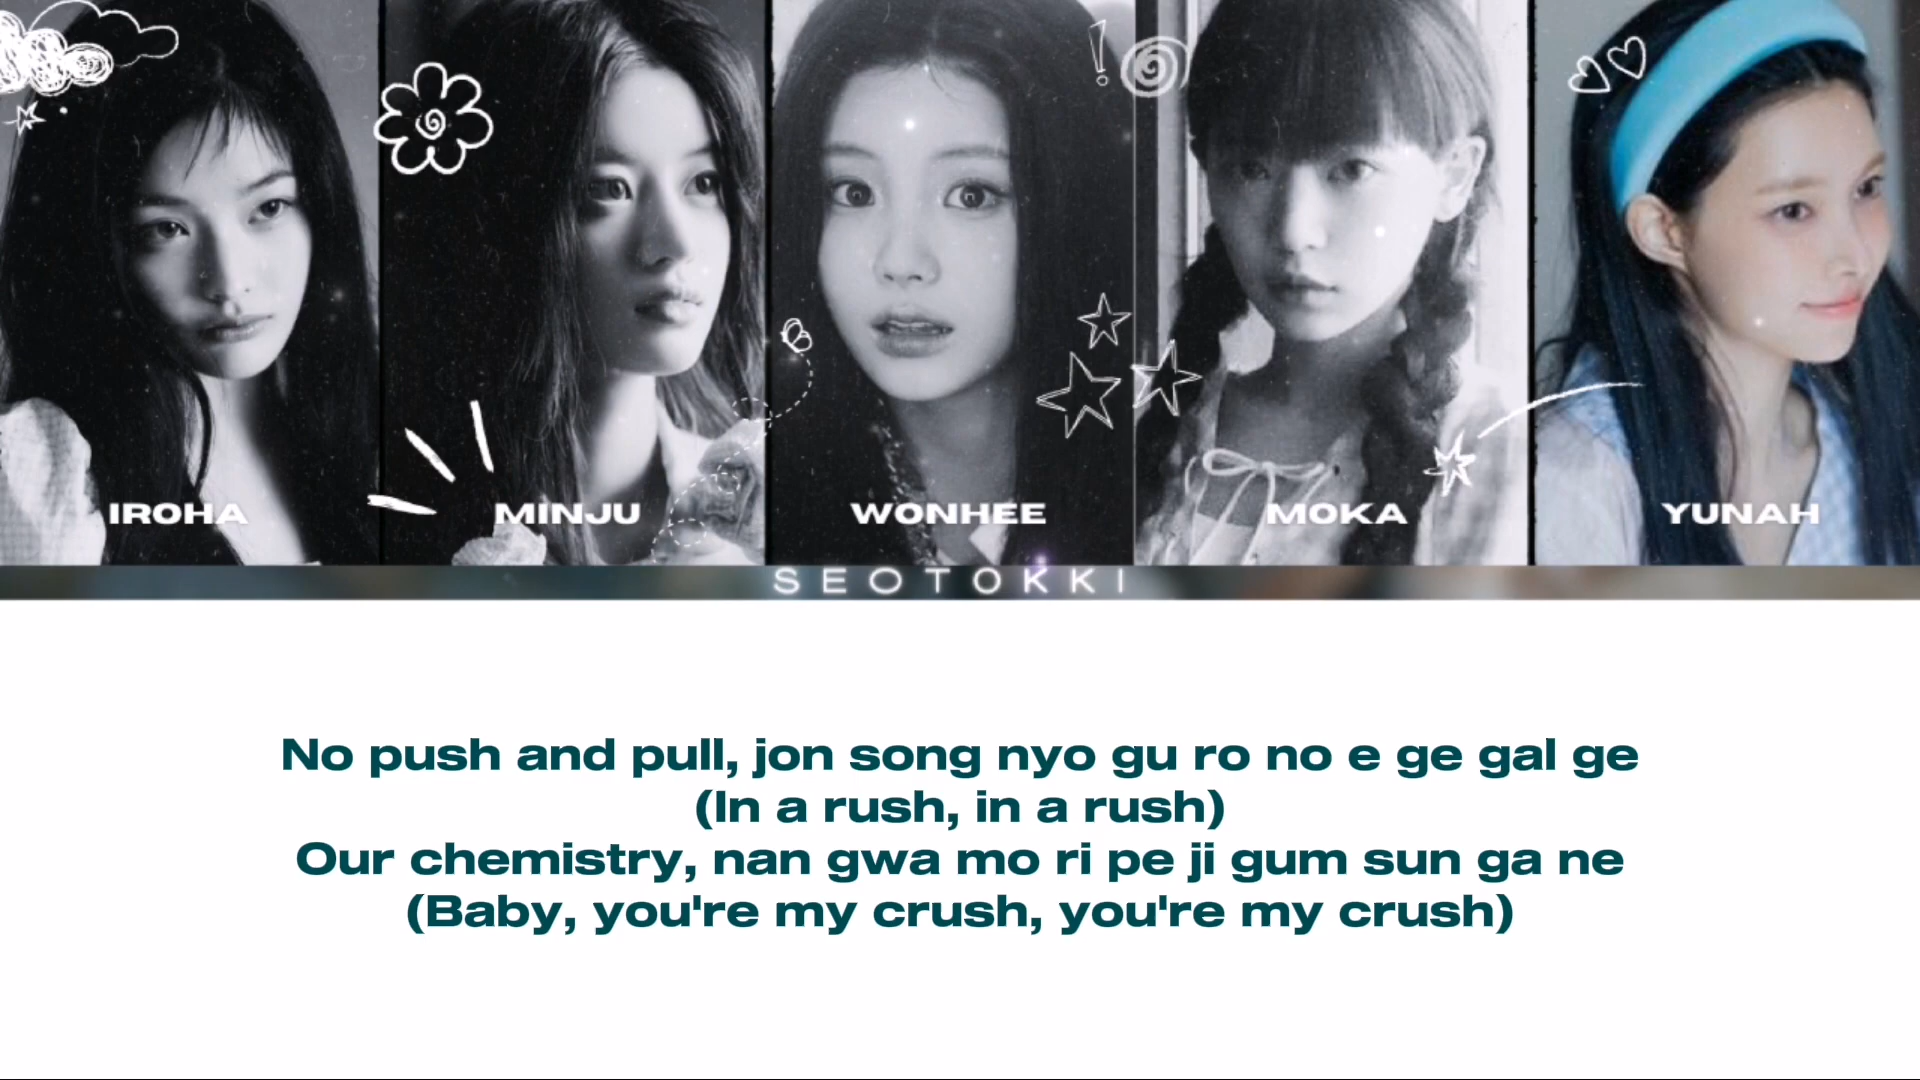 IROHA
MINJU
WONHEE
MOKA
YUNAH
SEOTOKKI
No push and pull, jon song nyo gu ro no e ge gal ge
(In a rush, in a rush)
Our chemistry, nan gwa mo ri pe ji gum sun ga ne
(Baby, you're my crush, you're my crush)